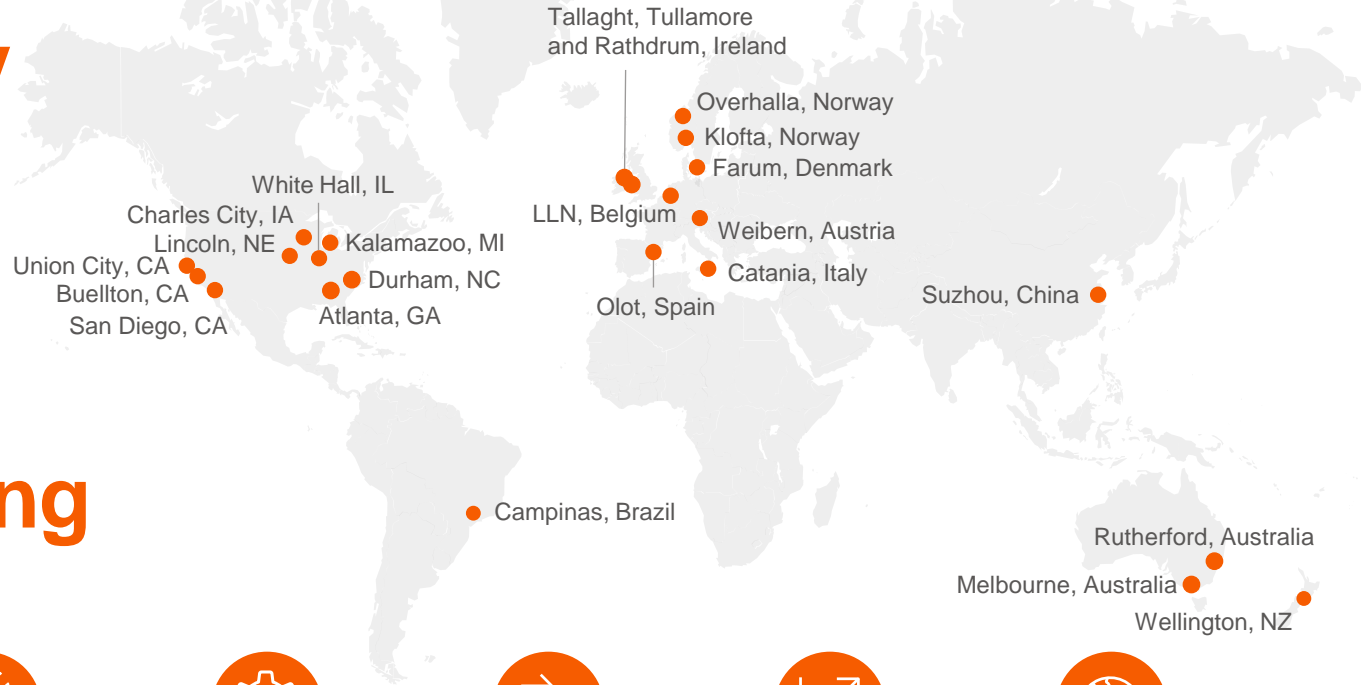 Tallaght, Tullamore
and Rathdrum, Ireland
Overhalla, Norway
Klofta, Norway
Farum, Denmark
White Hall, IL
Charles City, IA
LLN, Belgium
Lincoln, NE
Kalamazoo, MI
Weibern, Austria
Union City, CA
Durham, NC
Catania, Italy
Buellton, CA
Suzhou, China
Olot, Spain
Atlanta, GA
San Diego, CA
ng
Campinas, Brazil
Rutherford, Australia
Melbourne, Australia
Wellington, NZ